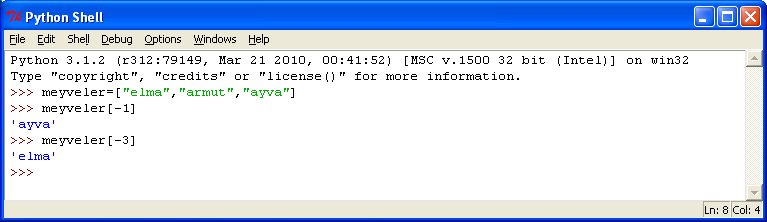 Python Shell
File Edit Shell Debug Options Windows Help
Python 3.1.2 (r312:79149, Mar 21 2010, 00:41:52) [MSC v.1500 32 bit (Intel)] on win32
Type "copyright", "credits" or "license()" for more information.
>>> meyveler=["elma","armut","ayva"]
>>> meyveler[-1]
'ayva'
>>> meyveler[-3]
'elma'
>>>
Ln: 8 Col: 4